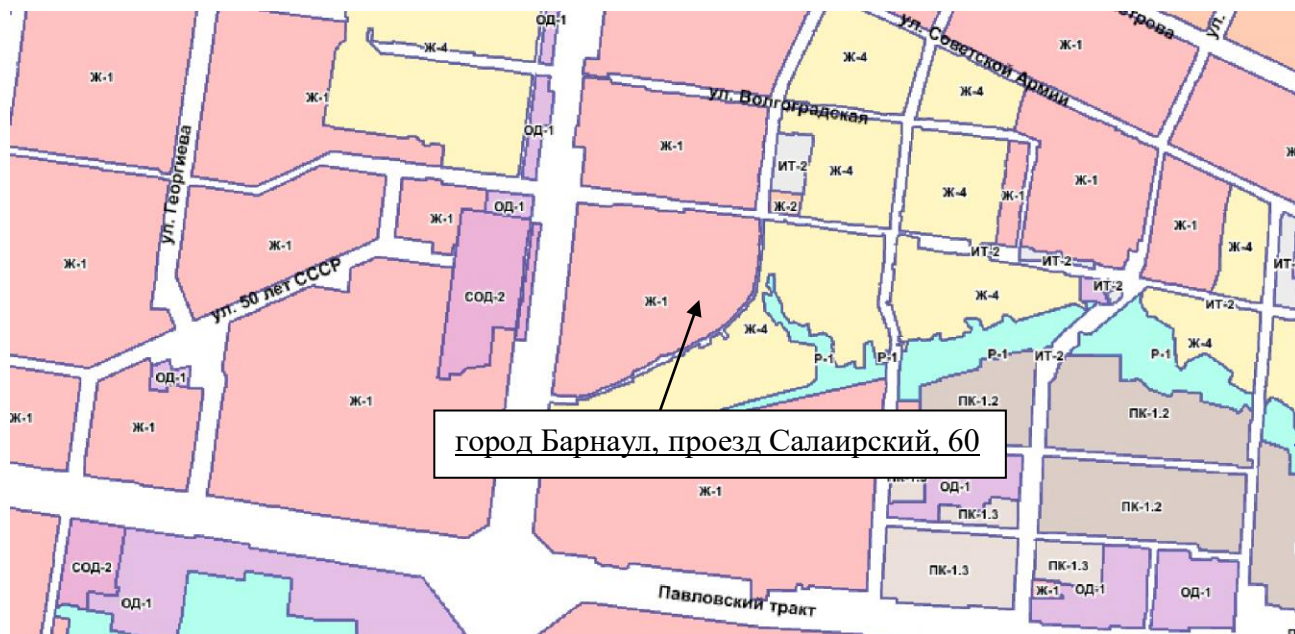 ОД-1
строва
ул.
Ж-4
Ж-1
ул. Советской Армии
Ж-1
Ж-4
Ж-1
Ж-1
ул. Волгоградская
Ж-4
ОД-1
Ж-1
ул. Георгиева
Ж-1
ИТ-2
Ж-4
Ж-4
Ж-1
Ж-1
Ж-2
ОД-1
Ж-1
Ж-1
Ж-4
Ж-1
ИТ-2
ИТ-2
Ж-1
ул. 50 лет СССР
СОД-2
Ж-1
Ж-4
ИТ-2
ИТ-2
Ж-4
Р-1
Р-1
Р-1
ИТ-2
Р-1
Ж-4
ОД-1
Ж-1
Ж-1
Ж-1
ПК-1.2
ПК-1.2
город Барнаул, проезд Салаирский, 60
Ж-1
ОД-1
ПК-1.3
ПК-1.2
СОД-2
ПК-1.3
ПК-1.3
ОД-1
Павловский тракт
Ж-1
ОД-1
ОД-1